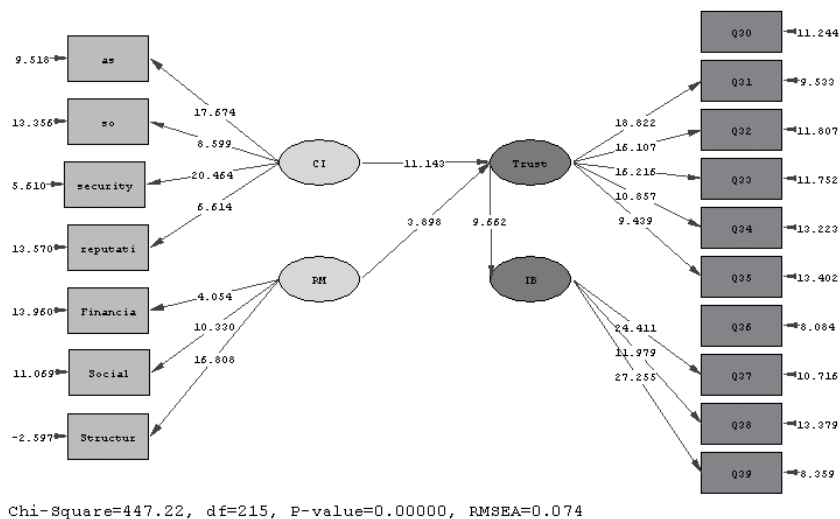 9.518 as
13.356 so
5.610 security
13.570 reputati
13.960 Financia
11.069 Social
-2.597 Structur
17.674
8.599
20.464
6.614
4.054
10.330
16.808
CI
RM
11.143
3.898
Trust
9.662
IB
18.822
16.107
16.216
10.857
9.439
24.411
11.979
27.255
Q30 11.244
Q31 9.533
Q32 11.807
Q33 11.752
Q34 13.223
Q35 13.402
Q36 8.084
Q37 10.716
Q38 13.379
Q39 8.359
Chi-Square=447.22, df=215, P-value=0.00000, RMSEA=0.074